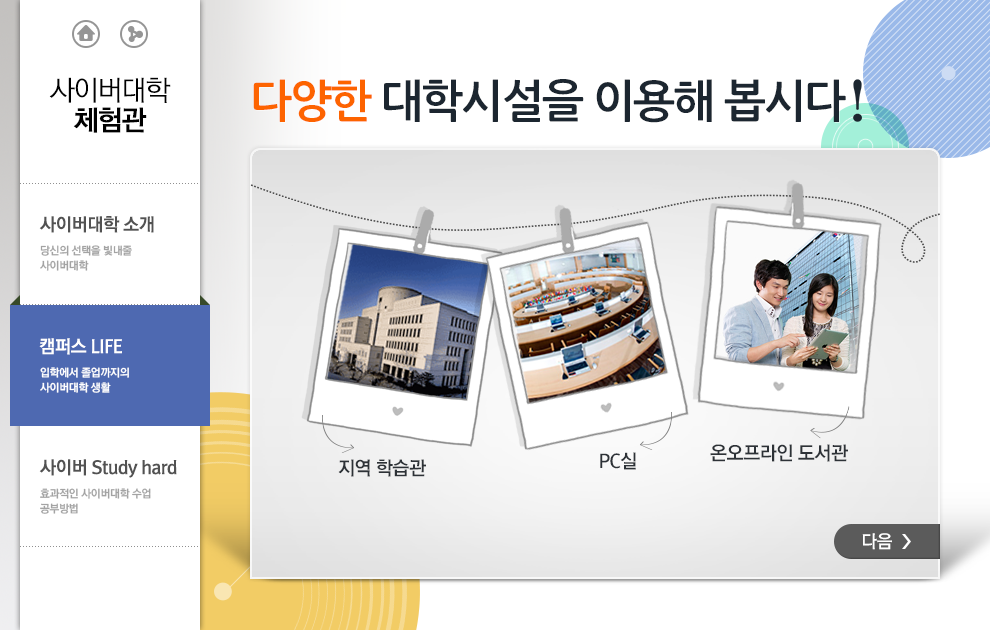 사이버대학
체험관
사이버대학 소개
당신의 선택을 빛내줄
사이버대학
캠퍼스 LIFE
입학에서 졸업까지의
사이버대학 생활
사이버 Study hard
효과적인 사이버대학 수업
공부방법
다양한 대학시설을 이용해 봅시다!
지역 학습관
PC실
온오프라인 도서관
다음